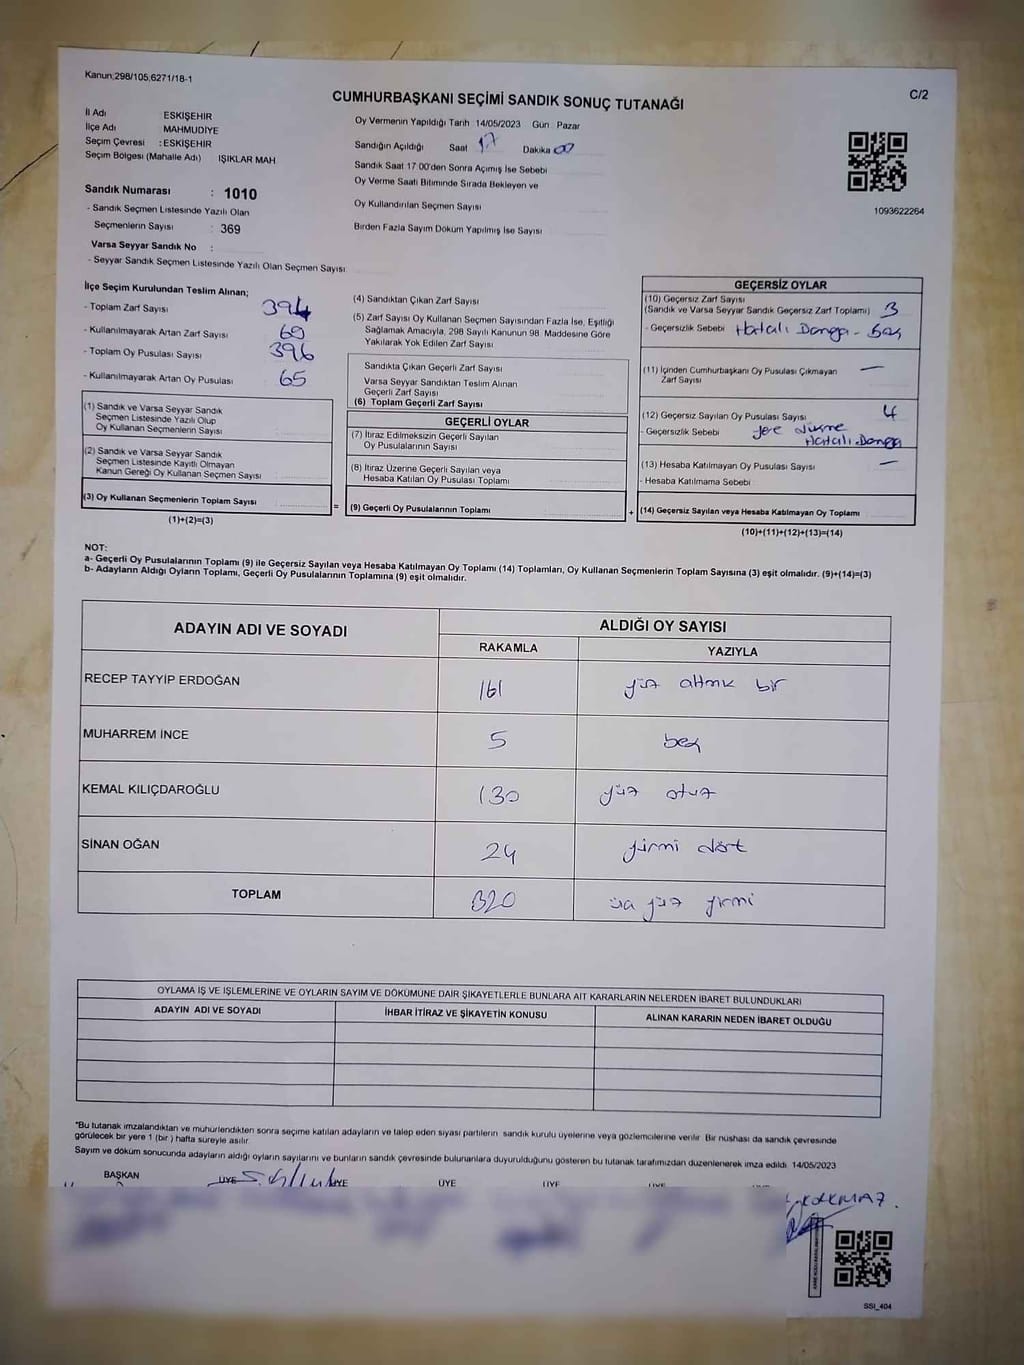 Kanun;298/105,6271/18-1
CUMHURBAŞKANI SEÇİMİ SANDIK SONUÇ TUTANAĞI
C/2
İl Adı ESKİŞEHİR
İlçe Adı MAHMUDİYE
Seçim Çevresi : ESKİŞEHİR
Seçim Bölgesi (Mahalle Adı) IŞIKLAR MAH
Sandık Numarası : 1010
- Sandık Seçmen Listesinde Yazılı Olan
Seçmenlerin Sayısı : 369
Varsa Seyyar Sandık No :
- Seyyar Sandık Seçmen Listesinde Yazılı Olan Seçmen Sayısı
Oy Vermenin Yapıldığı Tarih 14/05/2023 Gün Pazar
Sandığın Açıldığı Saat 17 Dakika 00
Sandık Saat 17:00'den Sonra Açımış İse Sebebi
Oy Verme Saati Bitiminde Sırada Bekleyen ve
Oy Kullandırılan Seçmen Sayısı
Birden Fazla Sayım Döküm Yapılmış İse Sayısı
1093622264
İlçe Seçim Kurulundan Teslim Alınan;
- Toplam Zarf Sayısı 394
- Kullanılmayarak Artan Zarf Sayısı 69
- Toplam Oy Pusulası Sayısı 396
- Kullanılmayarak Artan Oy Pusulası 65
(1) Sandık ve Varsa Seyyar Sandık
Seçmen Listesinde Yazılı Olup
Oy Kullanan Seçmenlerin Sayısı
(2) Sandık ve Varsa Seyyar Sandık
Seçmen Listesinde Kayıtlı Olmayan
Kanun Gereği Oy Kullanan Seçmen Sayısı
(3) Oy Kullanan Seçmenlerin Toplam Sayısı
(1)+(2)=(3)
=
(4) Sandıktan Çıkan Zarf Sayısı
(5) Zarf Sayısı Oy Kullanan Seçmen Sayısından Fazla İse, Eşitliği
Sağlamak Amacıyla, 298 Sayılı Kanunun 98. Maddesine Göre
Yakılarak Yok Edilen Zarf Sayısı
Sandıkta Çıkan Geçerli Zarf Sayısı
Varsa Seyyar Sandıktan Teslim Alınan
Geçerli Zarf Sayısı
(6) Toplam Geçerli Zarf Sayısı
GEÇERLİ OYLAR
(7) İtiraz Edilmeksizin Geçerli Sayılan
Oy Pusulalarının Sayısı
(8) İtiraz Üzerine Geçerli Sayılan veya
Hesaba Katılan Oy Pusulası Toplamı
(9) Geçerli Oy Pusulalarının Toplamı
+
GEÇERSİZ OYLAR
(10) Geçersiz Zarf Sayısı
(Sandık ve Varsa Seyyar Sandık Geçersiz Zarf Toplamı) 3
- Geçersizlik Sebebi Hatalı Damga - Boş
(11) İçinden Cumhurbaşkanı Oy Pusulası Çıkmayan —
Zarf Sayısı
(12) Geçersiz Sayılan Oy Pusulası Sayısı 4
- Geçersizlik Sebebi yere düşme
Hatalı Damga
(13) Hesaba Katılmayan Oy Pusulası Sayısı —
- Hesaba Katılmama Sebebi
(14) Geçersiz Sayılan veya Hesaba Katılmayan Oy Toplamı
(10)+(11)+(12)+(13)=(14)
NOT:
a- Geçerli Oy Pusulalarının Toplamı (9) ile Geçersiz Sayılan veya Hesaba Katılmayan Oy Toplamı (14) Toplamları, Oy Kullanan Seçmenlerin Toplam Sayısına (3) eşit olmalıdır. (9)+(14)=(3)
b- Adayların Aldığı Oyların Toplamı, Geçerli Oy Pusulalarının Toplamına (9) eşit olmalıdır.
ADAYIN ADI VE SOYADI
ALDIĞI OY SAYISI
RAKAMLA
YAZIYLA
RECEP TAYYİP ERDOĞAN 161 yüz altmış bir
MUHARREM İNCE 5 beş
KEMAL KILIÇDAROĞLU 130 yüz otuz
SİNAN OĞAN 24 yirmi dört
TOPLAM 320 üç yüz yirmi
OYLAMA İŞ VE İŞLEMLERİNE VE OYLARIN SAYIM VE DÖKÜMÜNE DAİR ŞİKAYETLERLE BUNLARA AİT KARARLARIN NELERDEN İBARET BULUNDUKLARI
ADAYIN ADI VE SOYADI
İHBAR İTİRAZ VE ŞİKAYETİN KONUSU
ALINAN KARARIN NEDEN İBARET OLDUĞU
*Bu tutanak imzalandıktan ve mühürlendikten sonra seçime katılan adayların ve talep eden siyasi partilerin sandık kurulu üyelerine veya gözlemcilerine verilir. Bir nüshası da sandık çevresinde
görülecek bir yere 1 (bir ) hafta süreyle asılır.
Sayım ve döküm sonucunda adayların aldığı oyların sayılarını ve bunların sandık çevresinde bulunanlara duyurulduğunu gösteren bu tutanak tarafımızdan düzenlenerek imza edildi. 14/05/2023
BAŞKAN ÜYE ÜYE ÜYE ÜYE ÜYE
KORKMAZ.
SSI_404